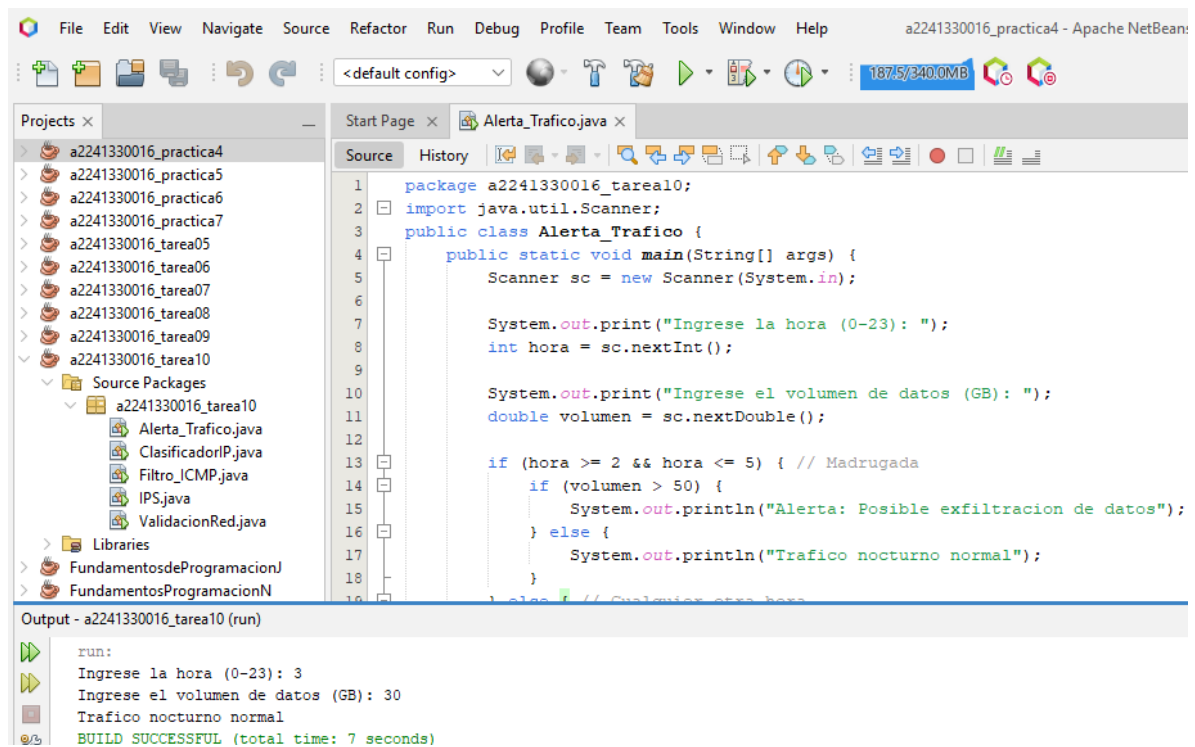 File Edit View Navigate Source Refactor Run Debug Profile Team Tools Window Help a2241330016_practica4 - Apache NetBeans
<default config> 187.5/340.0MB
Projects
a2241330016_practica4
a2241330016_practica5
a2241330016_practica6
a2241330016_practica7
a2241330016_tarea05
a2241330016_tarea06
a2241330016_tarea07
a2241330016_tarea08
a2241330016_tarea09
a2241330016_tarea10
Source Packages
a2241330016_tarea10
Alerta_Trafico.java
ClasificadorIP.java
Filtro_ICMP.java
IPS.java
ValidacionRed.java
Libraries
FundamentosdeProgramacionJ
FundamentosProgramacionN
Start Page Alerta_Trafico.java
Source History
1 package a2241330016_tarea10;
2 import java.util.Scanner;
3 public class Alerta_Trafico {
4 public static void main(String[] args) {
5 Scanner sc = new Scanner(System.in);
6
7 System.out.print("Ingrese la hora (0-23): ");
8 int hora = sc.nextInt();
9
10 System.out.print("Ingrese el volumen de datos (GB): ");
11 double volumen = sc.nextDouble();
12
13 if (hora >= 2 && hora <= 5) { // Madrugada
14 if (volumen > 50) {
15 System.out.println("Alerta: Posible exfiltracion de datos");
16 } else {
17 System.out.println("Trafico nocturno normal");
18 }
19 } else { // Cualquier otra hora
Output - a2241330016_tarea10 (run)
run:
Ingrese la hora (0-23): 3
Ingrese el volumen de datos (GB): 30
Trafico nocturno normal
BUILD SUCCESSFUL (total time: 7 seconds)